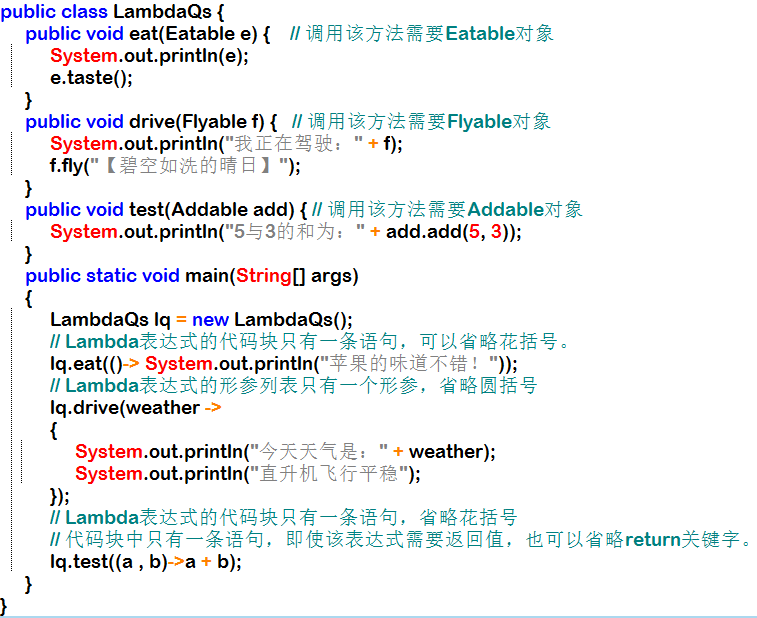 public class LambdaQs {
public void eat(Eatable e) { // 调用该方法需要Eatable对象
System.out.println(e);
e.taste();
}
public void drive(Flyable f) { // 调用该方法需要Flyable对象
System.out.println("我正在驾驶：" + f);
f.fly("【碧空如洗的晴日】");
}
public void test(Addable add) { // 调用该方法需要Addable对象
System.out.println("5与3的和为：" + add.add(5, 3));
}
public static void main(String[] args)
{
LambdaQs lq = new LambdaQs();
// Lambda表达式的代码块只有一条语句，可以省略花括号。
lq.eat(()-> System.out.println("苹果的味道不错！"));
// Lambda表达式的形参列表只有一个形参，省略圆括号
lq.drive(weather ->
{
System.out.println("今天天气是：" + weather);
System.out.println("直升机飞行平稳");
});
// Lambda表达式的代码块只有一条语句，省略花括号
// 代码块中只有一条语句，即使该表达式需要返回值，也可以省略return关键字。
lq.test((a , b)->a + b);
}
}